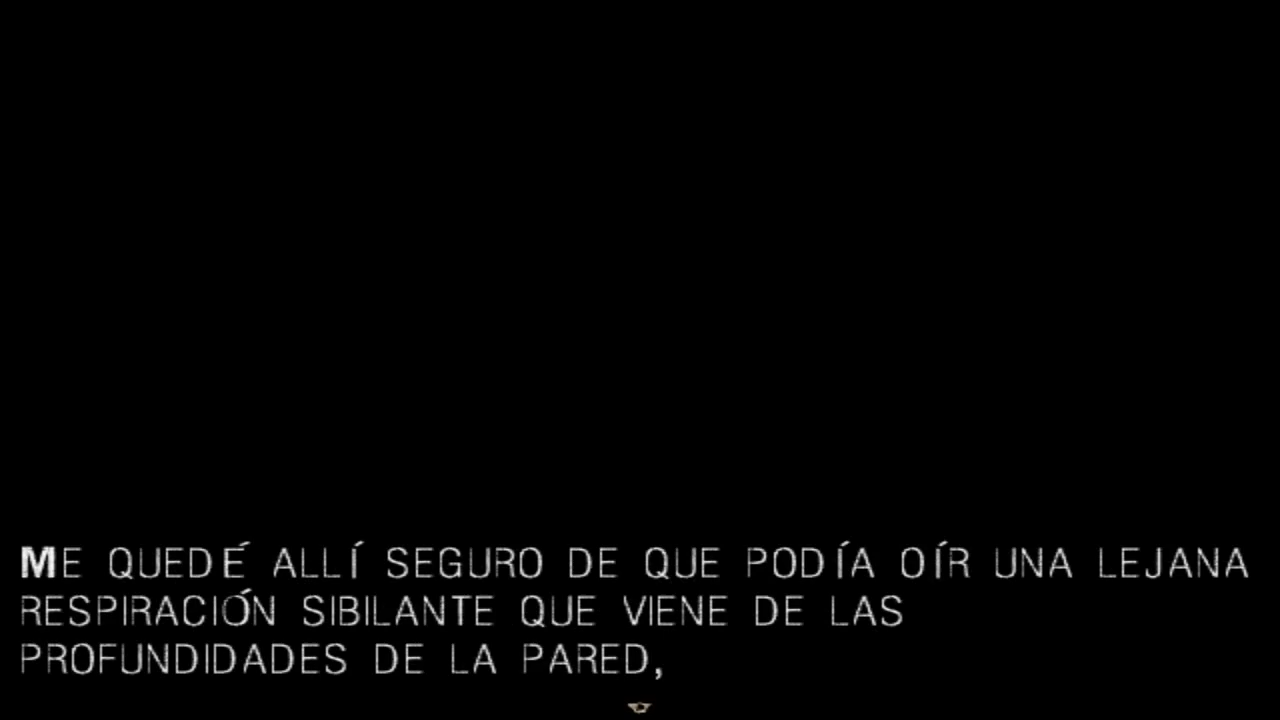 ME QUEDÉ ALLÍ SEGURO DE QUE PODÍA OÍR UNA LEJANA
RESPIRACIÓN SIBILANTE QUE VIENE DE LAS
PROFUNDIDADES DE LA PARED,